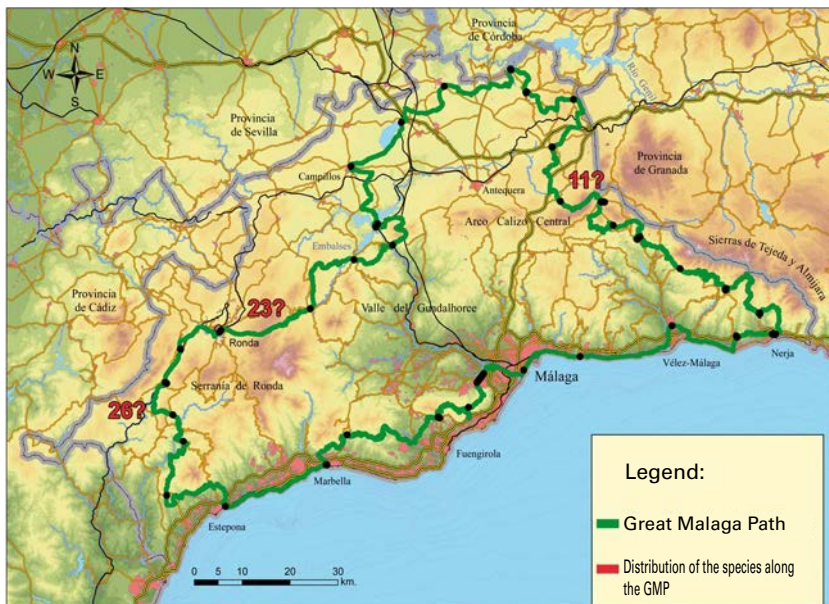 Provincia
de Córdoba
N
W
E
S
Río Genil
Provincia
de Sevilla
Provincia
de Granada
Campillos
Antequera
11?
Arco Calizo Central
Sierras de Tejeda y Almijara
Embalses
Provincia
de Cádiz
23?
Valle del Guadalhorce
Ronda
Vélez-Málaga
Nerja
Málaga
Serranía de Ronda
26?
Fuengirola
Marbella
Estepona
Legend:
Great Malaga Path
Distribution of the species along
the GMP
0 5 10 20 30
km.